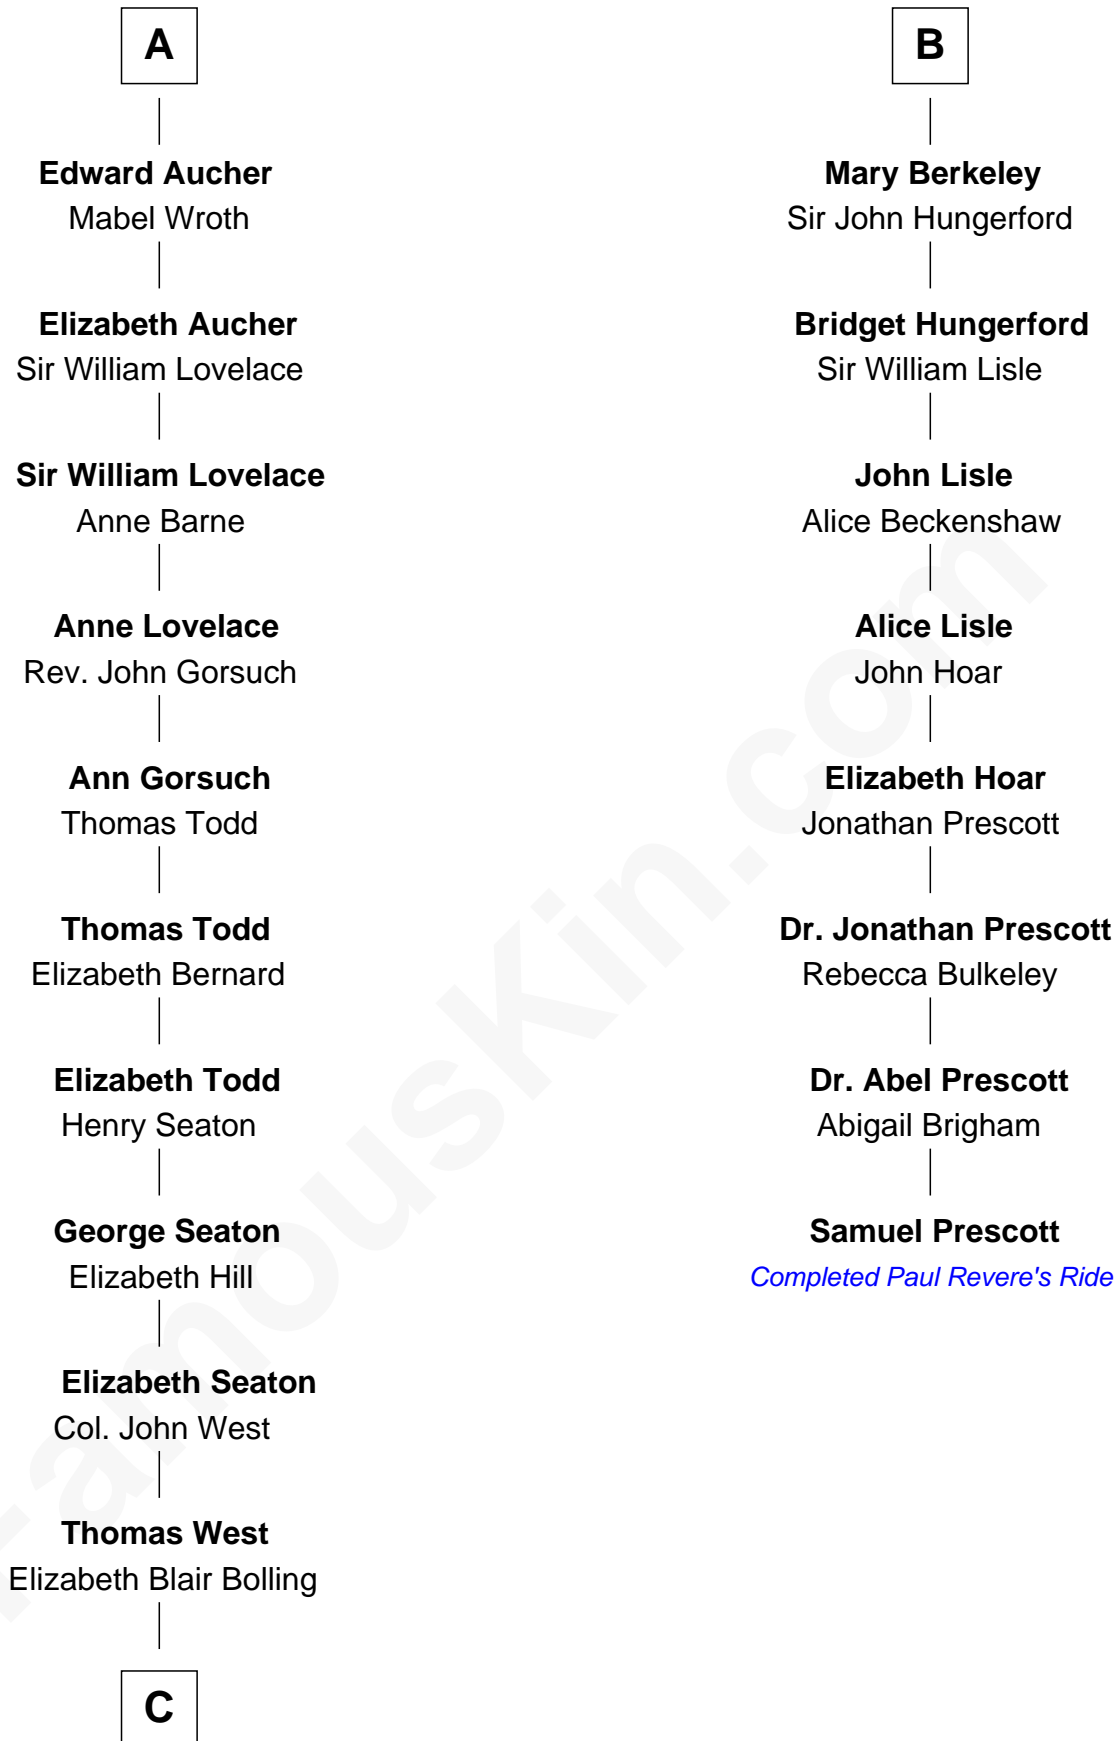 A
Edward Aucher
Mabel Wroth
Elizabeth Aucher
Sir William Lovelace
Sir William Lovelace
Anne Barne
Anne Lovelace
Rev. John Gorsuch
Ann Gorsuch
Thomas Todd
Thomas Todd
Elizabeth Bernard
Elizabeth Todd
Henry Seaton
George Seaton
Elizabeth Hill
Elizabeth Seaton
Col. John West
Thomas West
Elizabeth Blair Bolling
C
B
Mary Berkeley
Sir John Hungerford
Bridget Hungerford
Sir William Lisle
John Lisle
Alice Beckenshaw
Alice Lisle
John Hoar
Elizabeth Hoar
Jonathan Prescott
Dr. Jonathan Prescott
Rebecca Bulkeley
Dr. Abel Prescott
Abigail Brigham
Samuel Prescott
Completed Paul Revere's Ride
FamousKin.com